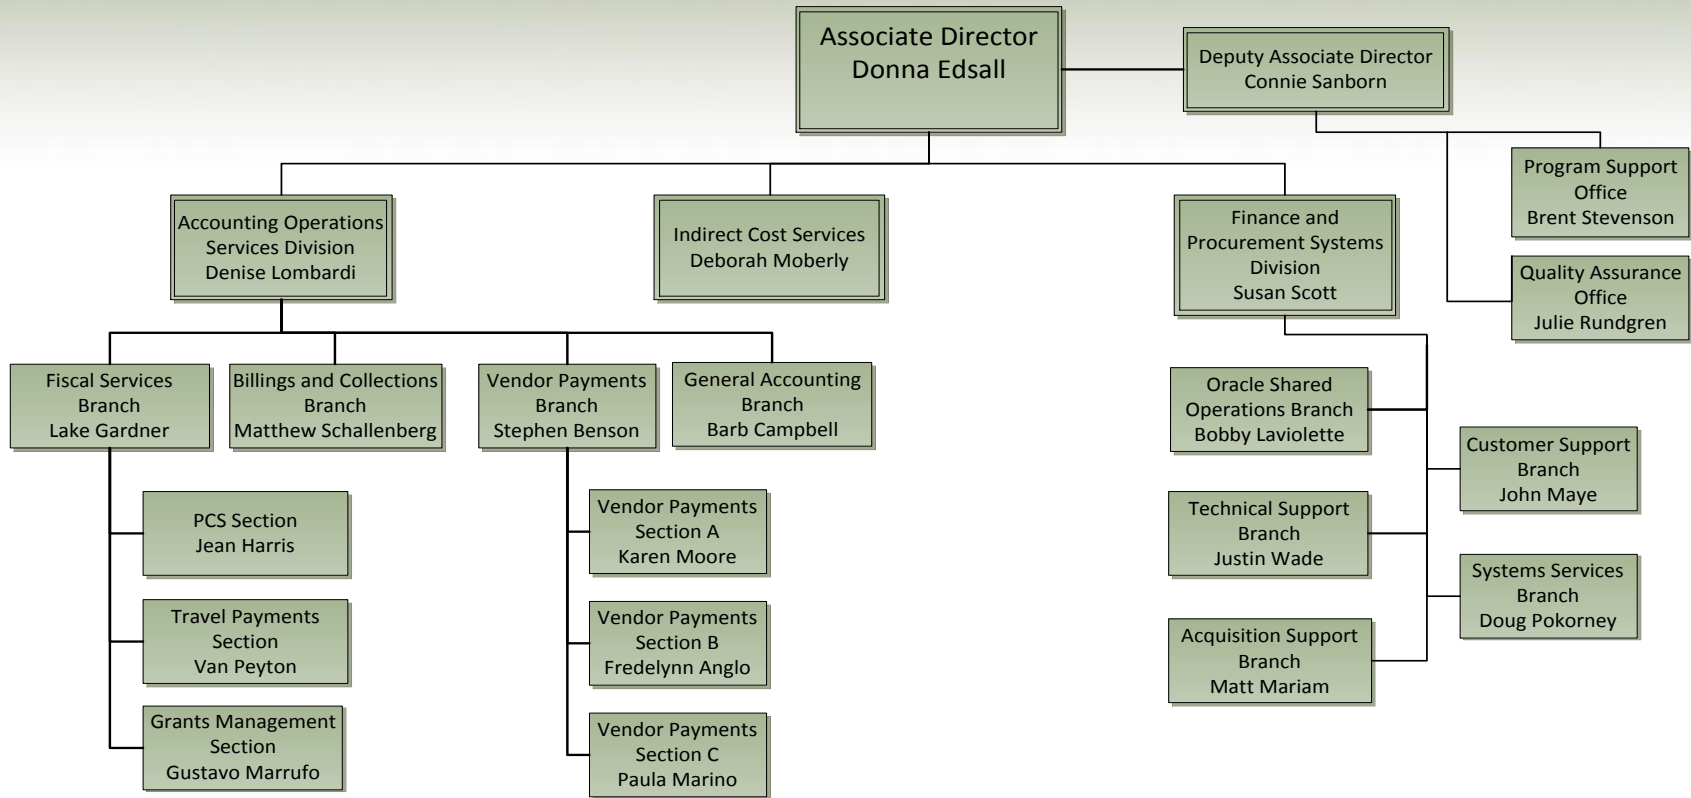 Associate Director
Donna Edsall
Deputy Associate Director
Connie Sanborn
Program Support
Office
Brent Stevenson
Quality Assurance
Office
Julie Rundgren
Accounting Operations
Services Division
Denise Lombardi
Indirect Cost Services
Deborah Moberly
Finance and
Procurement Systems
Division
Susan Scott
Fiscal Services
Branch
Lake Gardner
Billings and Collections
Branch
Matthew Schallenberg
Vendor Payments
Branch
Stephen Benson
General Accounting
Branch
Barb Campbell
PCS Section
Jean Harris
Travel Payments
Section
Van Peyton
Grants Management
Section
Gustavo Marrufo
Vendor Payments
Section A
Karen Moore
Vendor Payments
Section B
Fredelynn Anglo
Vendor Payments
Section C
Paula Marino
Oracle Shared
Operations Branch
Bobby Laviolette
Technical Support
Branch
Justin Wade
Acquisition Support
Branch
Matt Mariam
Customer Support
Branch
John Maye
Systems Services
Branch
Doug Pokorney